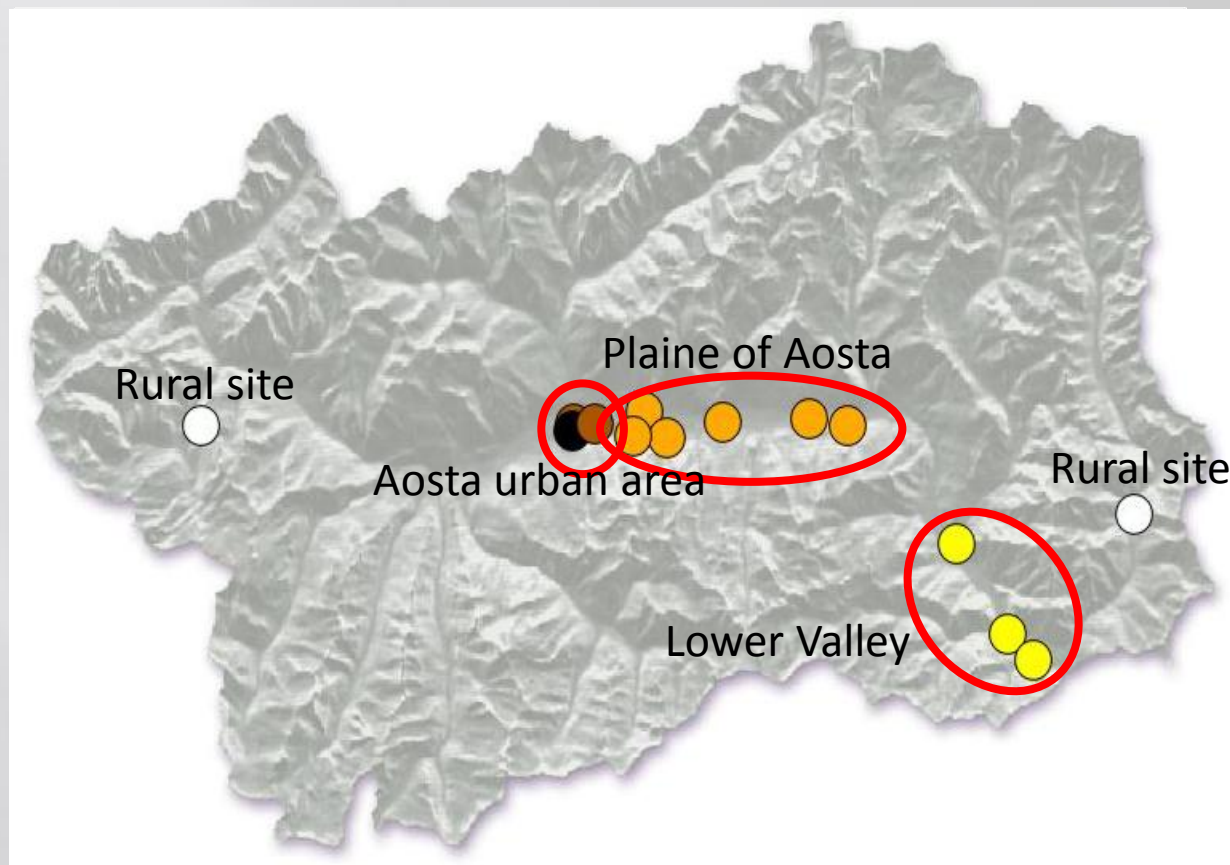 Plaine of Aosta
Rural site
Aosta urban area
Rural site
Lower Valley